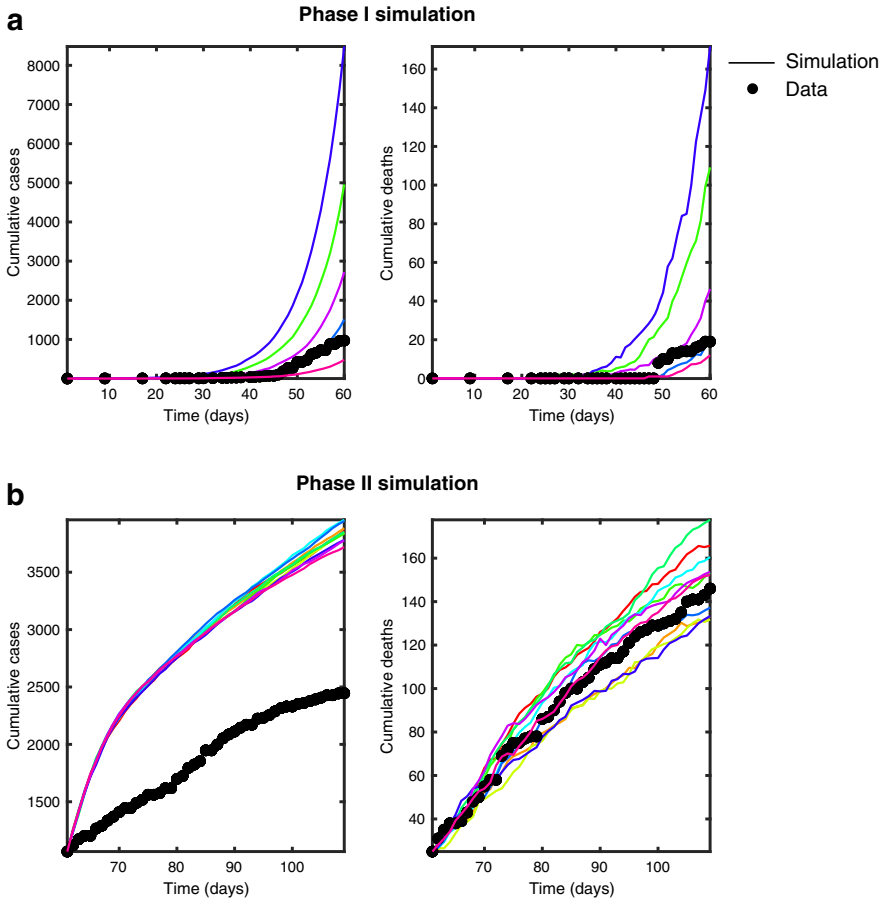 a
Phase I simulation
Cumulative cases
8000
7000
6000
5000
4000
3000
2000
1000
10 20 30 40 50 60
Time (days)
Cumulative deaths
160
140
120
100
80
60
40
20
0
10 20 30 40 50 60
Time (days)
Simulation
Data
b
Phase II simulation
Cumulative cases
3500
3000
2500
2000
1500
70 80 90 100
Time (days)
Cumulative deaths
160
140
120
100
80
60
40
70 80 90 100
Time (days)